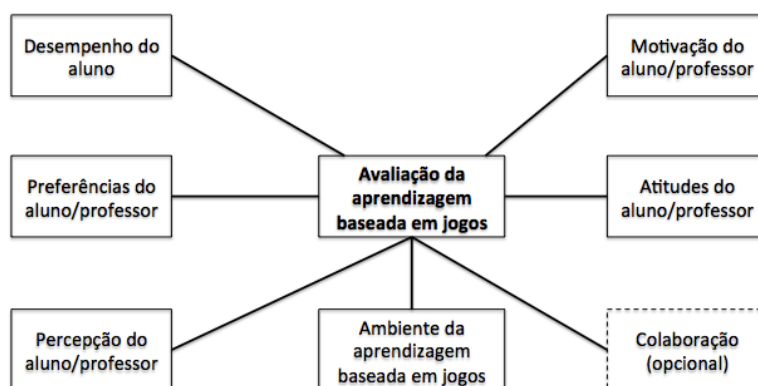 Desempenho do
aluno
Motivação do
aluno/professor
Preferências do
aluno/professor
Avaliação da
aprendizagem
baseada em jogos
Atitudes do
aluno/professor
Percepção do
aluno/professor
Ambiente da
aprendizagem
baseada em jogos
Colaboração
(opcional)